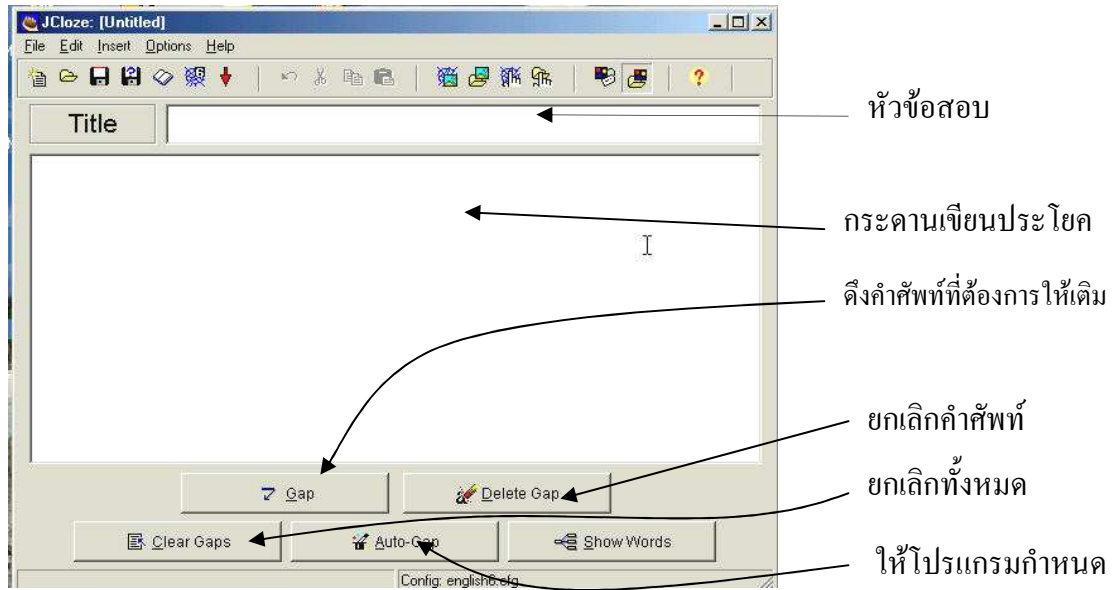 JCloze: [Untitled]
File Edit Insert Options Help
Title
หัวข้อสอบ
กระดานเขียนประโยค
ดึงคำศัพท์ที่ต้องการให้เติม
ยกเลิกคำศัพท์
Gap Delete Gap
ยกเลิกทั้งหมด
Clear Gaps Auto-Gap Show Words
ให้โปรแกรมกำหนด
Config: english6.cfg